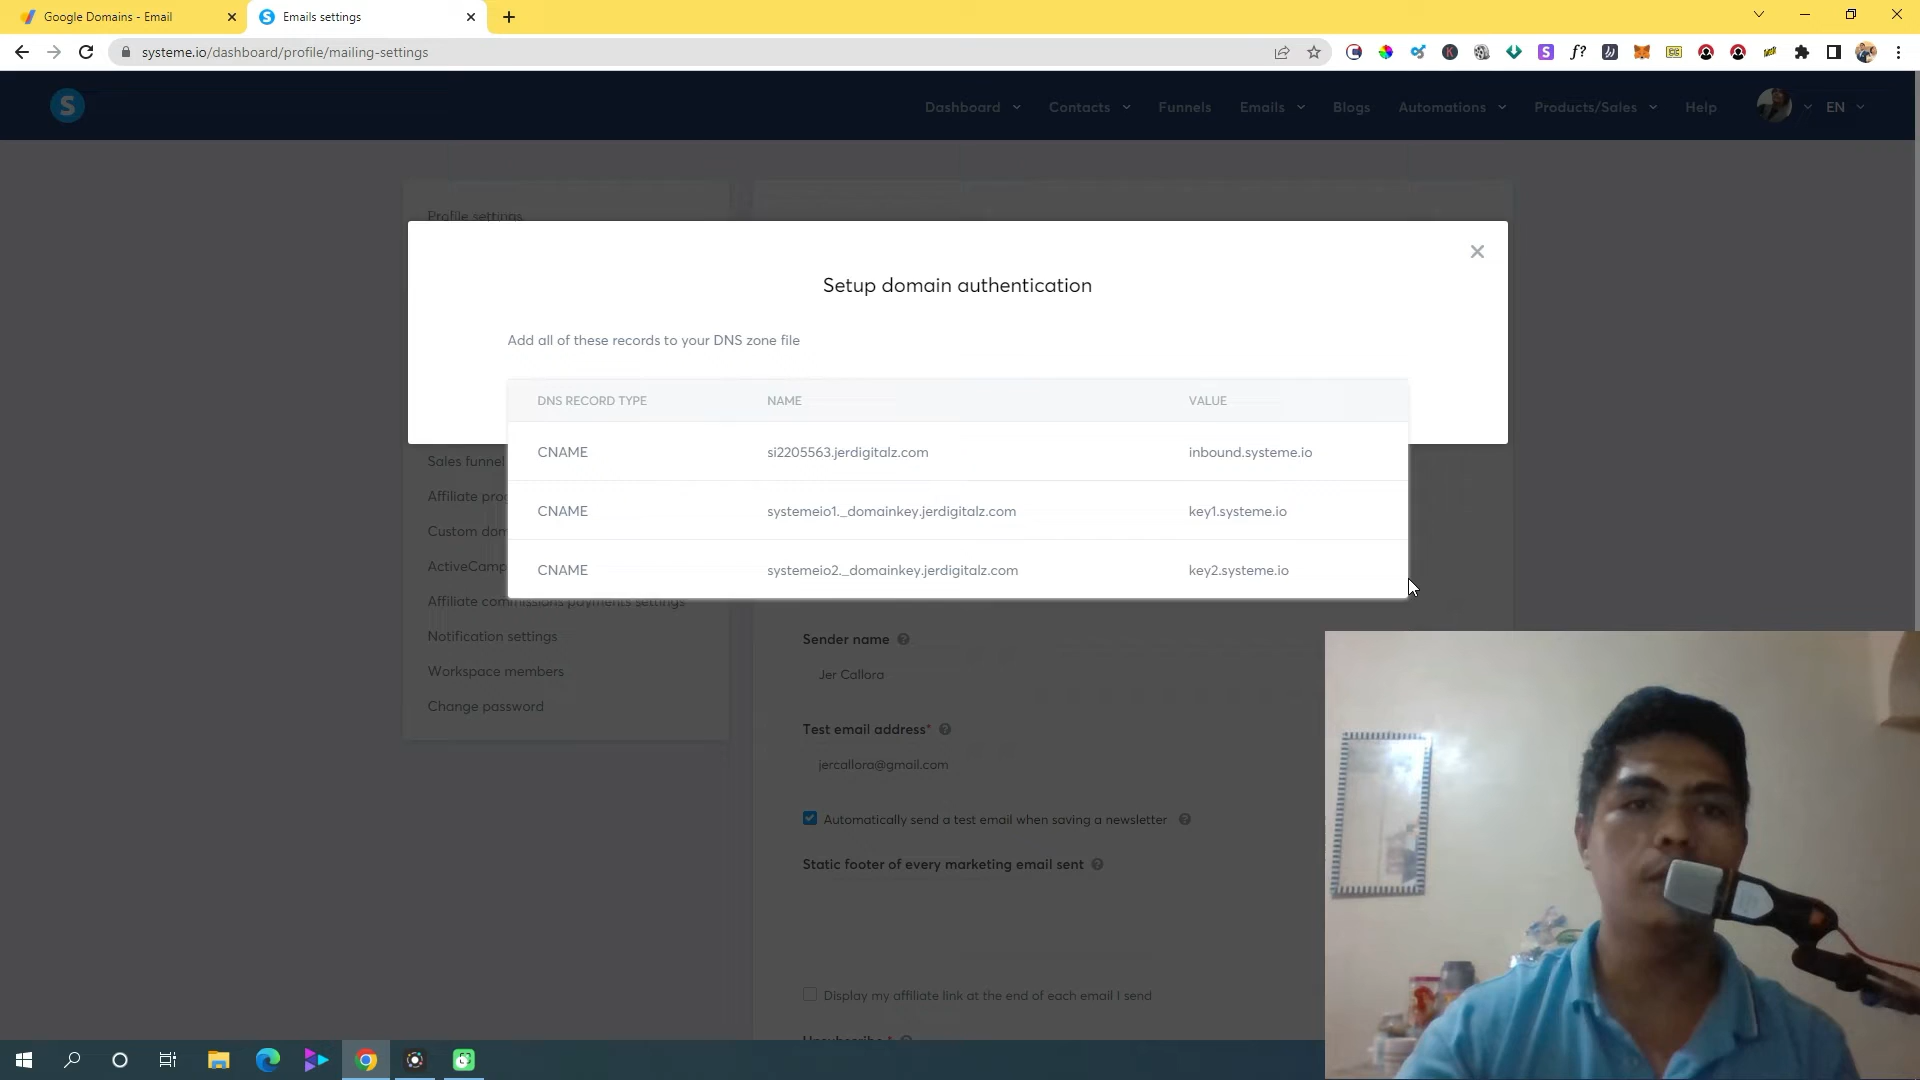 Google Domains - Email
Emails settings
systeme.io/dashboard/profile/mailing-settings
S
Dashboard
Contacts
Funnels
Emails
Blogs
Automations
Products/Sales
Help
EN
Profile settings
Setup domain authentication
Add all of these records to your DNS zone file
DNS RECORD TYPE NAME VALUE
CNAME si2205563.jerdigitalz.com inbound.systeme.io
CNAME systemeio1._domainkey.jerdigitalz.com key1.systeme.io
CNAME systemeio2._domainkey.jerdigitalz.com key2.systeme.io
Sales funnel
Affiliate
Custom
Affiliate commissions payments settings
Notification settings
Workspace members
Change password
Sender name
Jer Callora
Test email address*
jercallora@gmail.com
Automatically send a test email when saving a newsletter
Static footer of every marketing email sent
Display my affiliate link at the end of each email I send